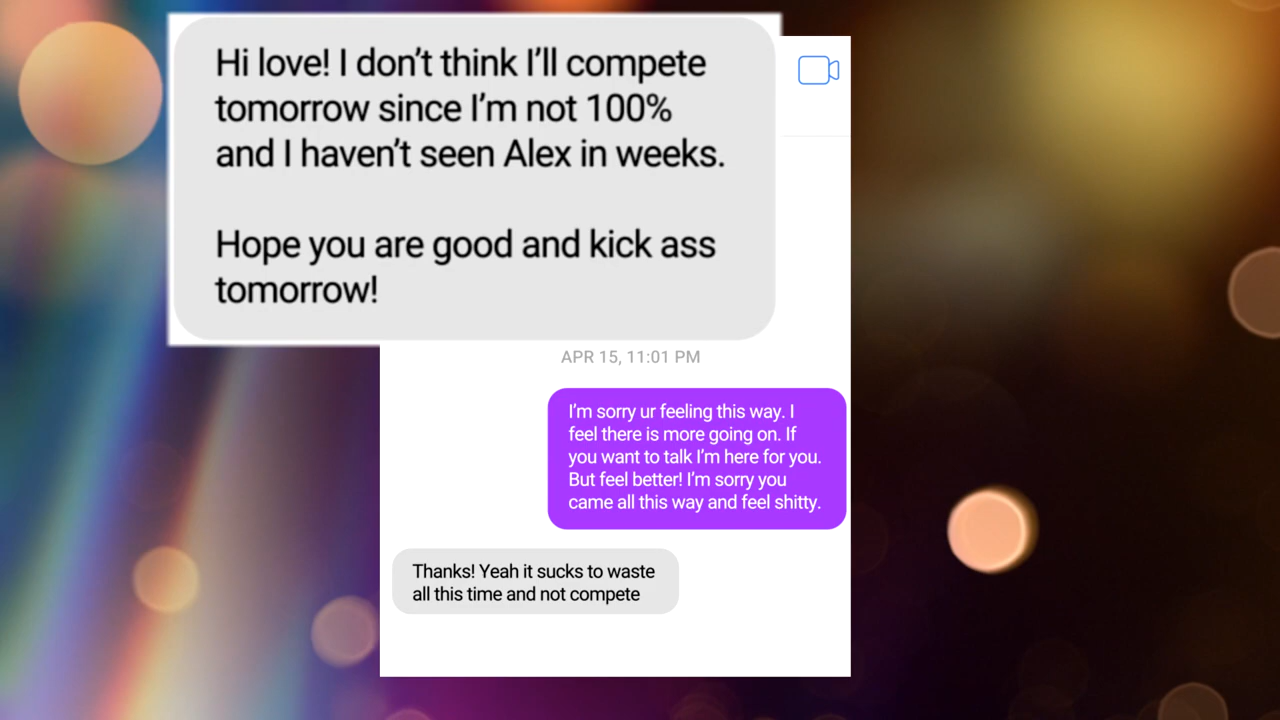 Hi love! I don’t think I’ll compete
tomorrow since I’m not 100%
and I haven’t seen Alex in weeks.
Hope you are good and kick ass
tomorrow!
APR 15, 11:01 PM
I’m sorry ur feeling this way. I
feel there is more going on. If
you want to talk I’m here for you.
But feel better! I’m sorry you
came all this way and feel shitty.
Thanks! Yeah it sucks to waste
all this time and not compete